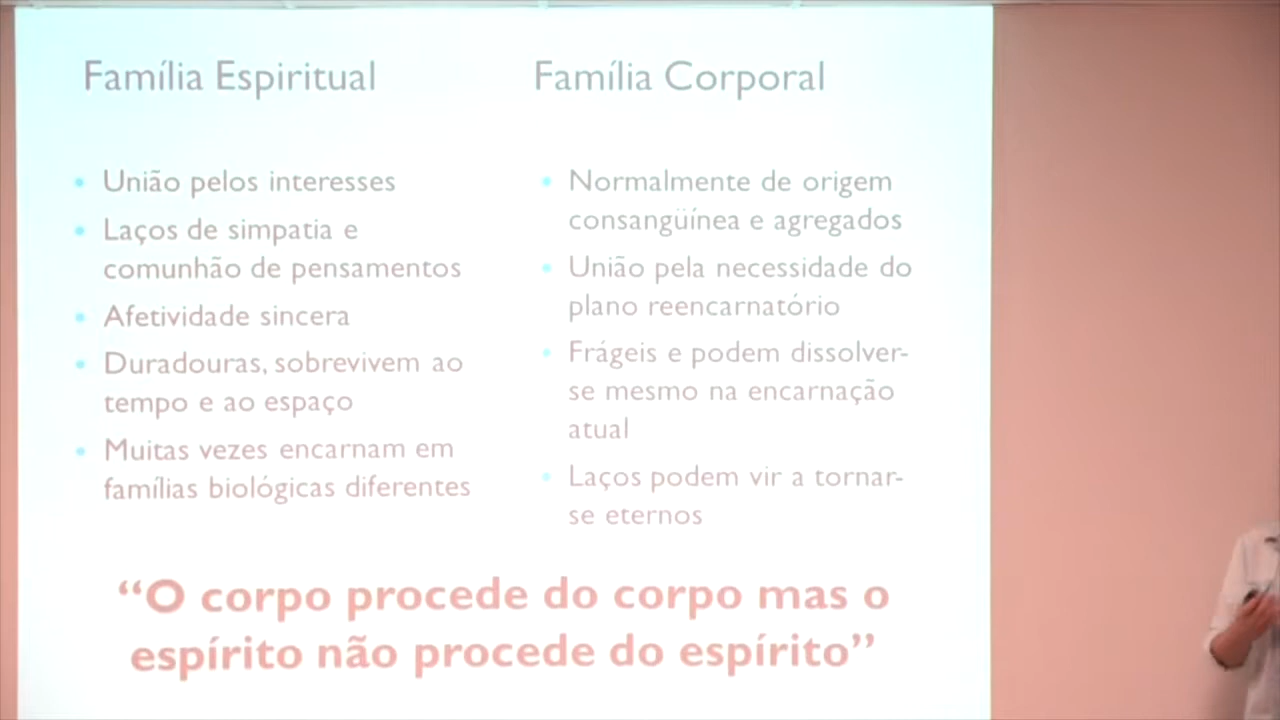 Família Espiritual
• União pelos interesses
• Laços de simpatia e
comunhão de pensamentos
• Afetividade sincera
• Duradouras, sobrevivem ao
tempo e ao espaço
• Muitas vezes encarnam em
famílias biológicas diferentes
Família Corporal
• Normalmente de origem
consangüínea e agregados
• União pela necessidade do
plano reencarnatório
• Frágeis e podem dissolver-
se mesmo na encarnação
atual
• Laços podem vir a tornar-
se eternos
“O corpo procede do corpo mas o
espírito não procede do espírito”